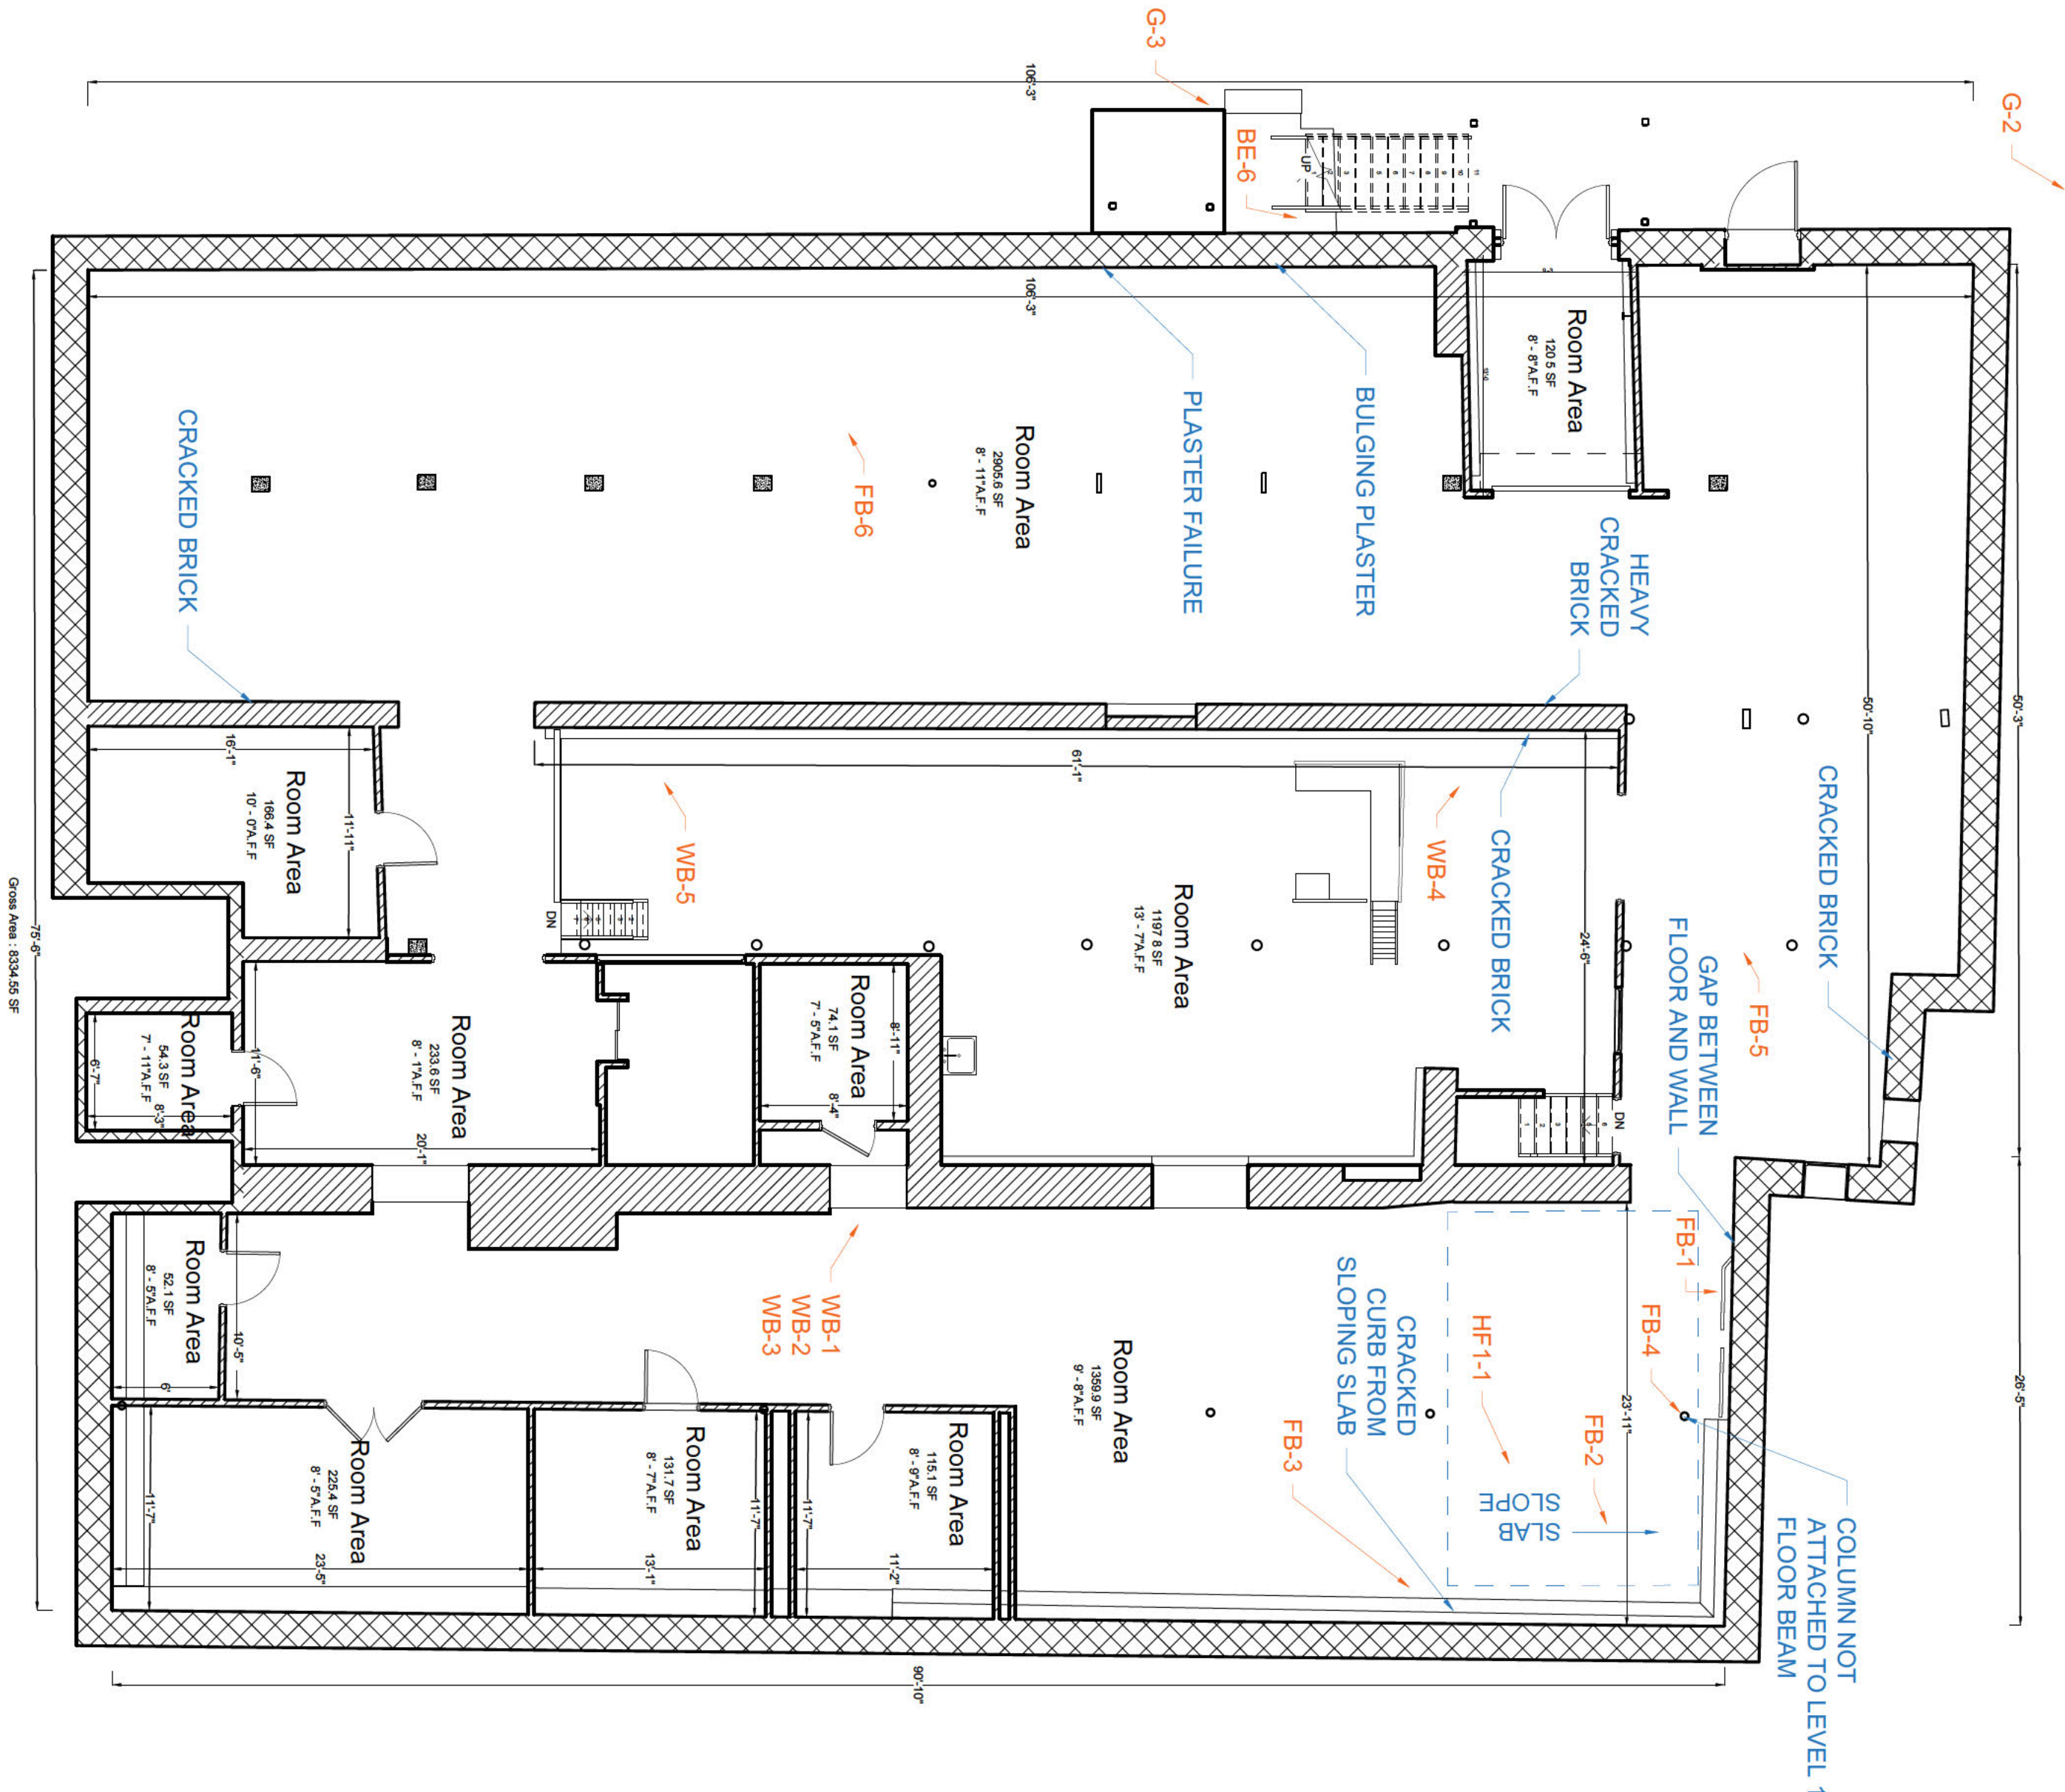 G-2
G-3
BE-6
106'-3"
UP
1
2
3
5
6
7
8
9
10
11
106'-3"
Room Area
120 5 SF
8' - 8"A.F.F
Room Area
2905.6 SF
8' - 11"A.F.F
FB-6
BULGING PLASTER
PLASTER FAILURE
CRACKED BRICK
HEAVY
CRACKED
BRICK
50'-3"
50'-10"
CRACKED BRICK
FB-5
GAP BETWEEN
FLOOR AND WALL
CRACKED BRICK
24'-6"
WB-4
61'-1"
Room Area
1197 8 SF
13' - 7"A.F.F
WB-5
DN
DN
16'-1"
11'-11"
Room Area
166.4 SF
10' - 0"A.F.F
Room Area
74.1 SF
7' - 5"A.F.F
8'-11"
8'-4"
Room Area
233.6 SF
8' - 1"A.F.F
11'-6"
20'-1"
Room Area
54.3 SF
7' - 11"A.F.F
8'-3"
6'-7"
75'-6"
Gross Area : 8334.55 SF
26'-5"
FB-1
FB-4
23'-11"
HF1-1
FB-2
SLAB
SLOPE
COLUMN NOT
ATTACHED TO LEVEL 1
FLOOR BEAM
CRACKED
CURB FROM
SLOPING SLAB
FB-3
Room Area
1359.9 SF
9' - 8"A.F.F
WB-1
WB-2
WB-3
Room Area
52.1 SF
8' - 5"A.F.F
10'-5"
6'
Room Area
115.1 SF
8' - 9"A.F.F
11'-7"
11'-2"
Room Area
131.7 SF
8' - 7"A.F.F
11'-7"
13'-1"
Room Area
225.4 SF
8' - 5"A.F.F
11'-7"
23'-5"
90'-10"